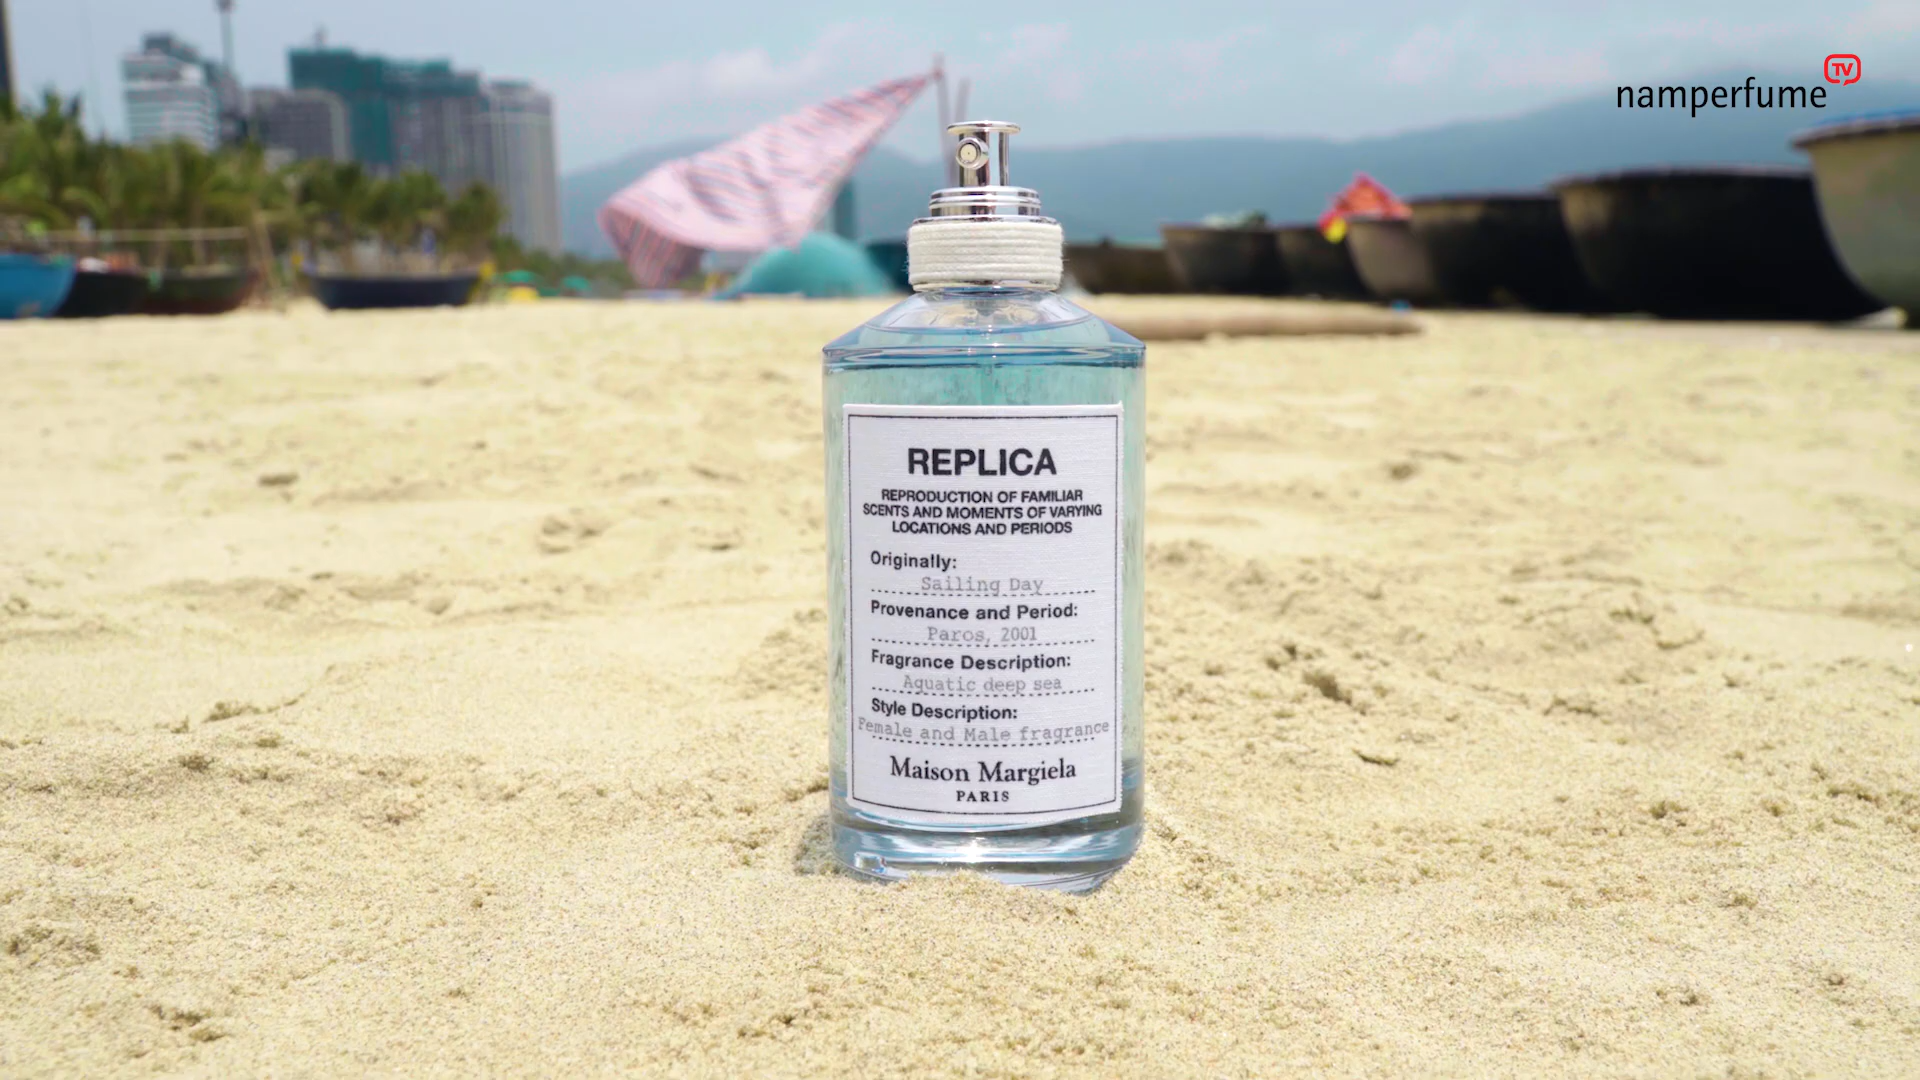 namperfume TV
REPLICA
REPRODUCTION OF FAMILIAR
SCENTS AND MOMENTS OF VARYING
LOCATIONS AND PERIODS
Originally:
Sailing Day
Provenance and Period:
Paros, 2001
Fragrance Description:
Aquatic deep sea
Style Description:
Female and Male fragrance
Maison Margiela
PARIS